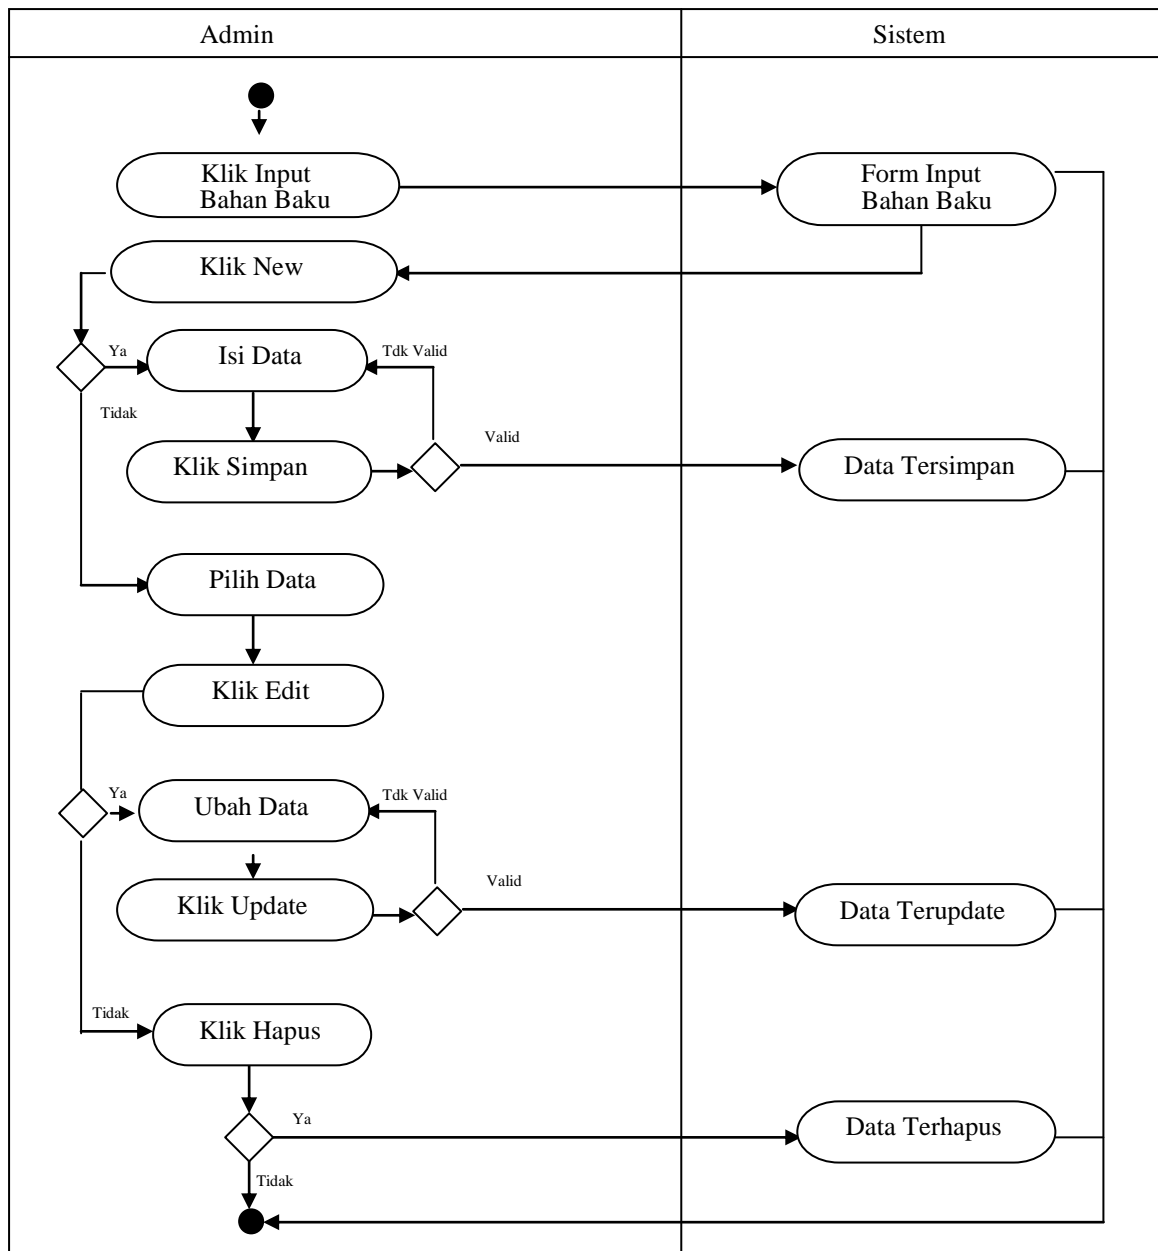 Admin
Sistem
Klik Input
Bahan Baku
Form Input
Bahan Baku
Klik New
Ya
Isi Data
Tdk Valid
Tidak
Klik Simpan
Valid
Data Tersimpan
Pilih Data
Klik Edit
Ya
Ubah Data
Tdk Valid
Klik Update
Valid
Data Terupdate
Tidak
Klik Hapus
Ya
Data Terhapus
Tidak